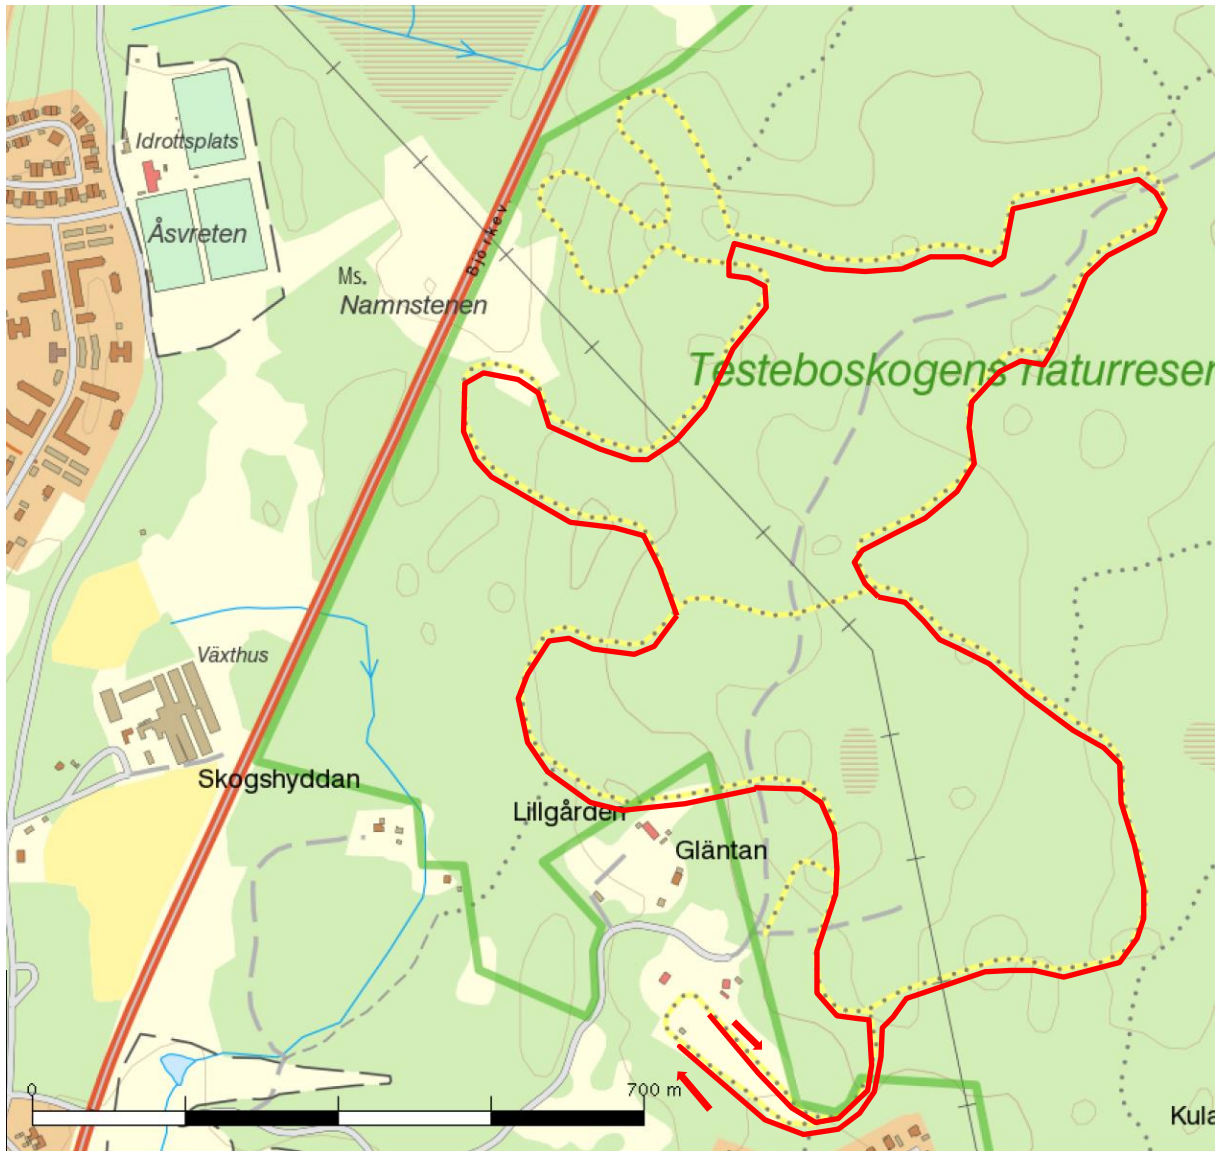 Idrottsplats
Åsvreten
Björkev.
Ms.
Namnstenen
Testeboskogens naturreser
Växthus
Skogshyddan
Lillgården
Gläntan
0
700 m
Kula